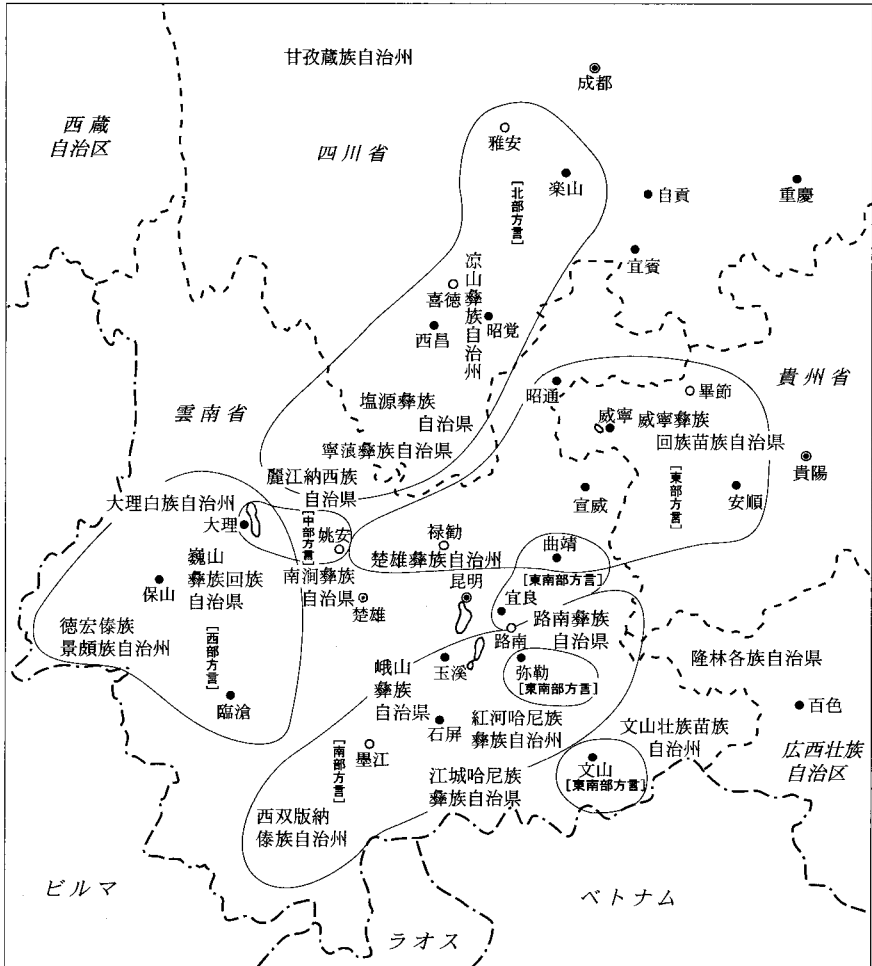 甘孜蔵族自治州
成都
西蔵
自治区
四川省
雅安
楽山
自貢
重慶
[北部方言]
宜賓
涼山彝族自治州
喜徳
昭覚
西昌
貴州省
昭通
畢節
塩源彝族
自治県
雲南省
威寧
威寧彝族
回族苗族自治県
寧蒗彝族自治県
貴陽
麗江納西族
自治県
[東部方言]
安順
宣威
大理白族自治州
大理
[中部方言]
姚安
禄勧
楚雄彝族自治州
曲靖
[東南部方言]
巍山
彝族回族
自治県
南澗彝族
自治県
昆明
保山
楚雄
宜良
路南彝族
自治県
路南
徳宏傣族
景頗族自治州
[西部方言]
玉溪
弥勒
[東南部方言]
隆林各族自治県
峨山
彝族
自治県
臨滄
石屏
紅河哈尼族
彝族自治州
文山壮族苗族
自治州
百色
広西壮族
自治区
[南部方言]
墨江
文山
[東南部方言]
江城哈尼族
彝族自治県
西双版納
傣族自治州
ビルマ
ベトナム
ラオス